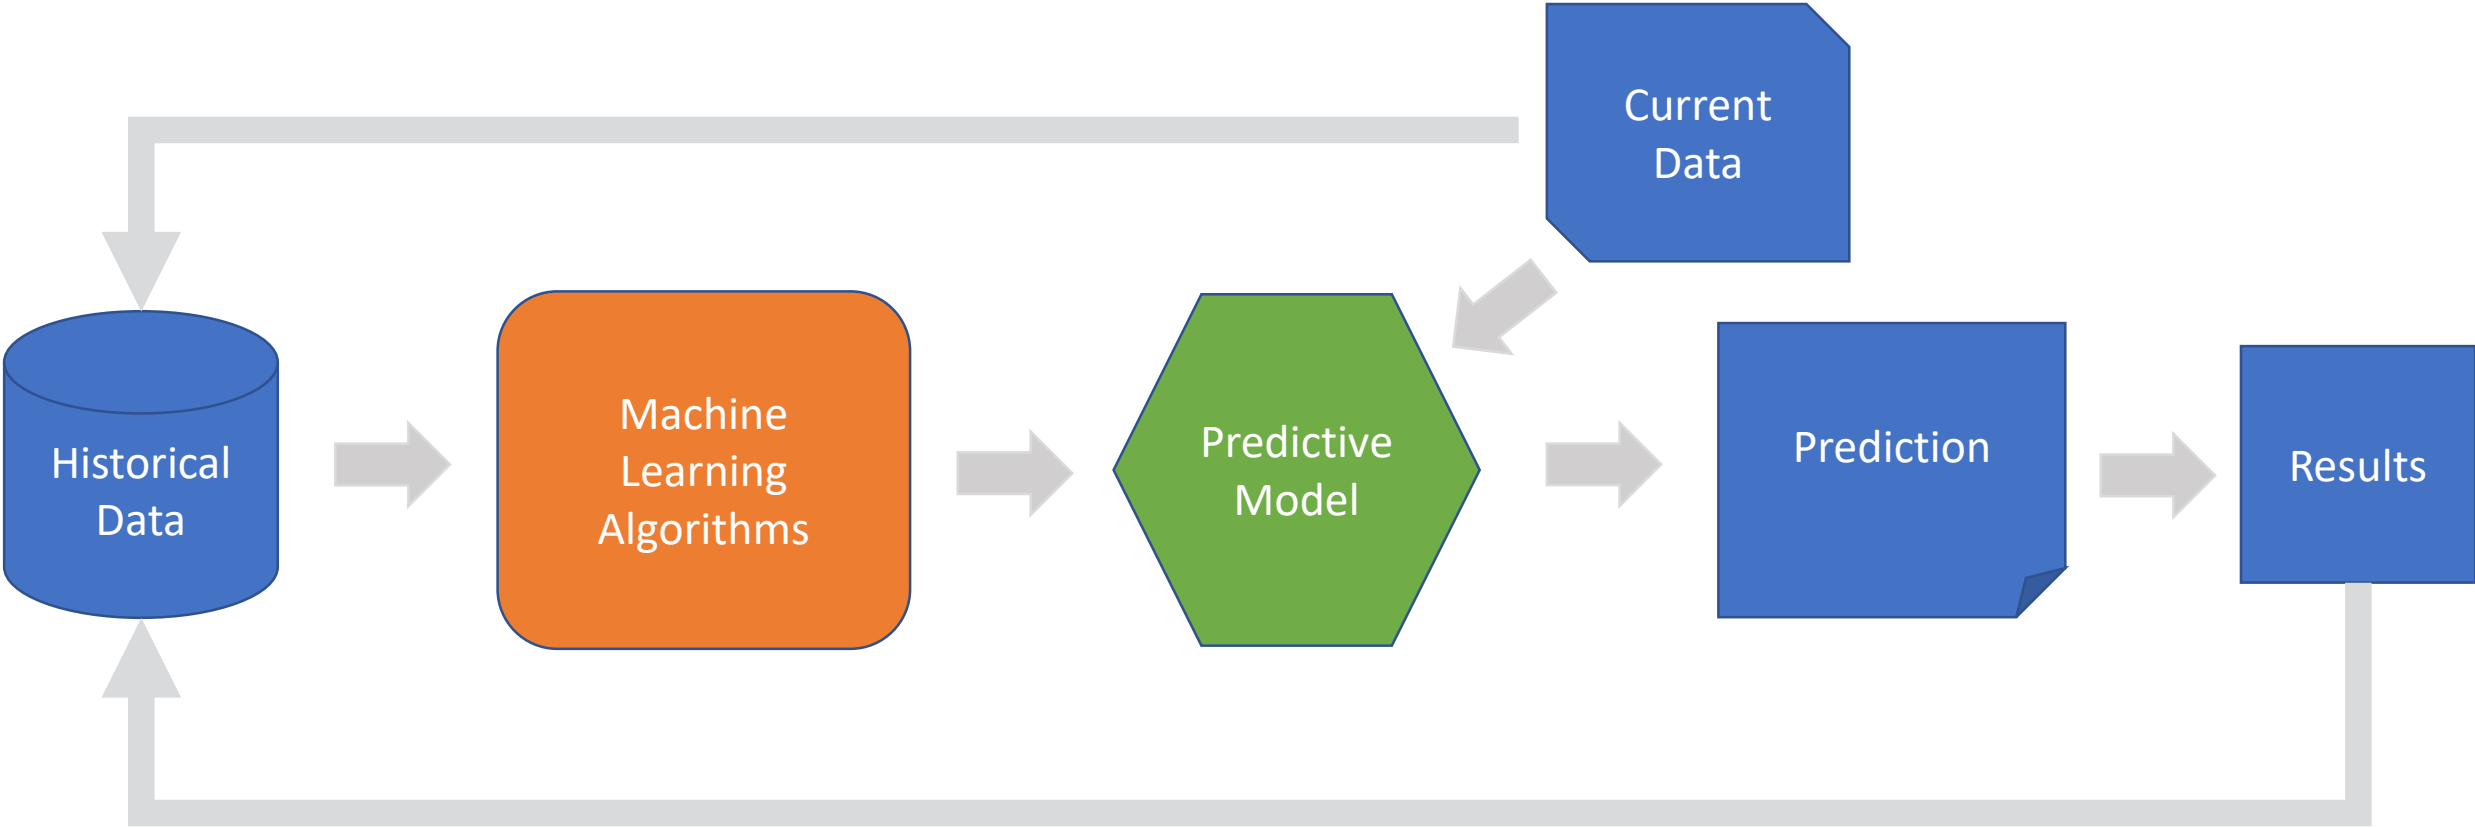 Current
Data
Historical
Data
Machine
Learning
Algorithms
Predictive
Model
Prediction
Results